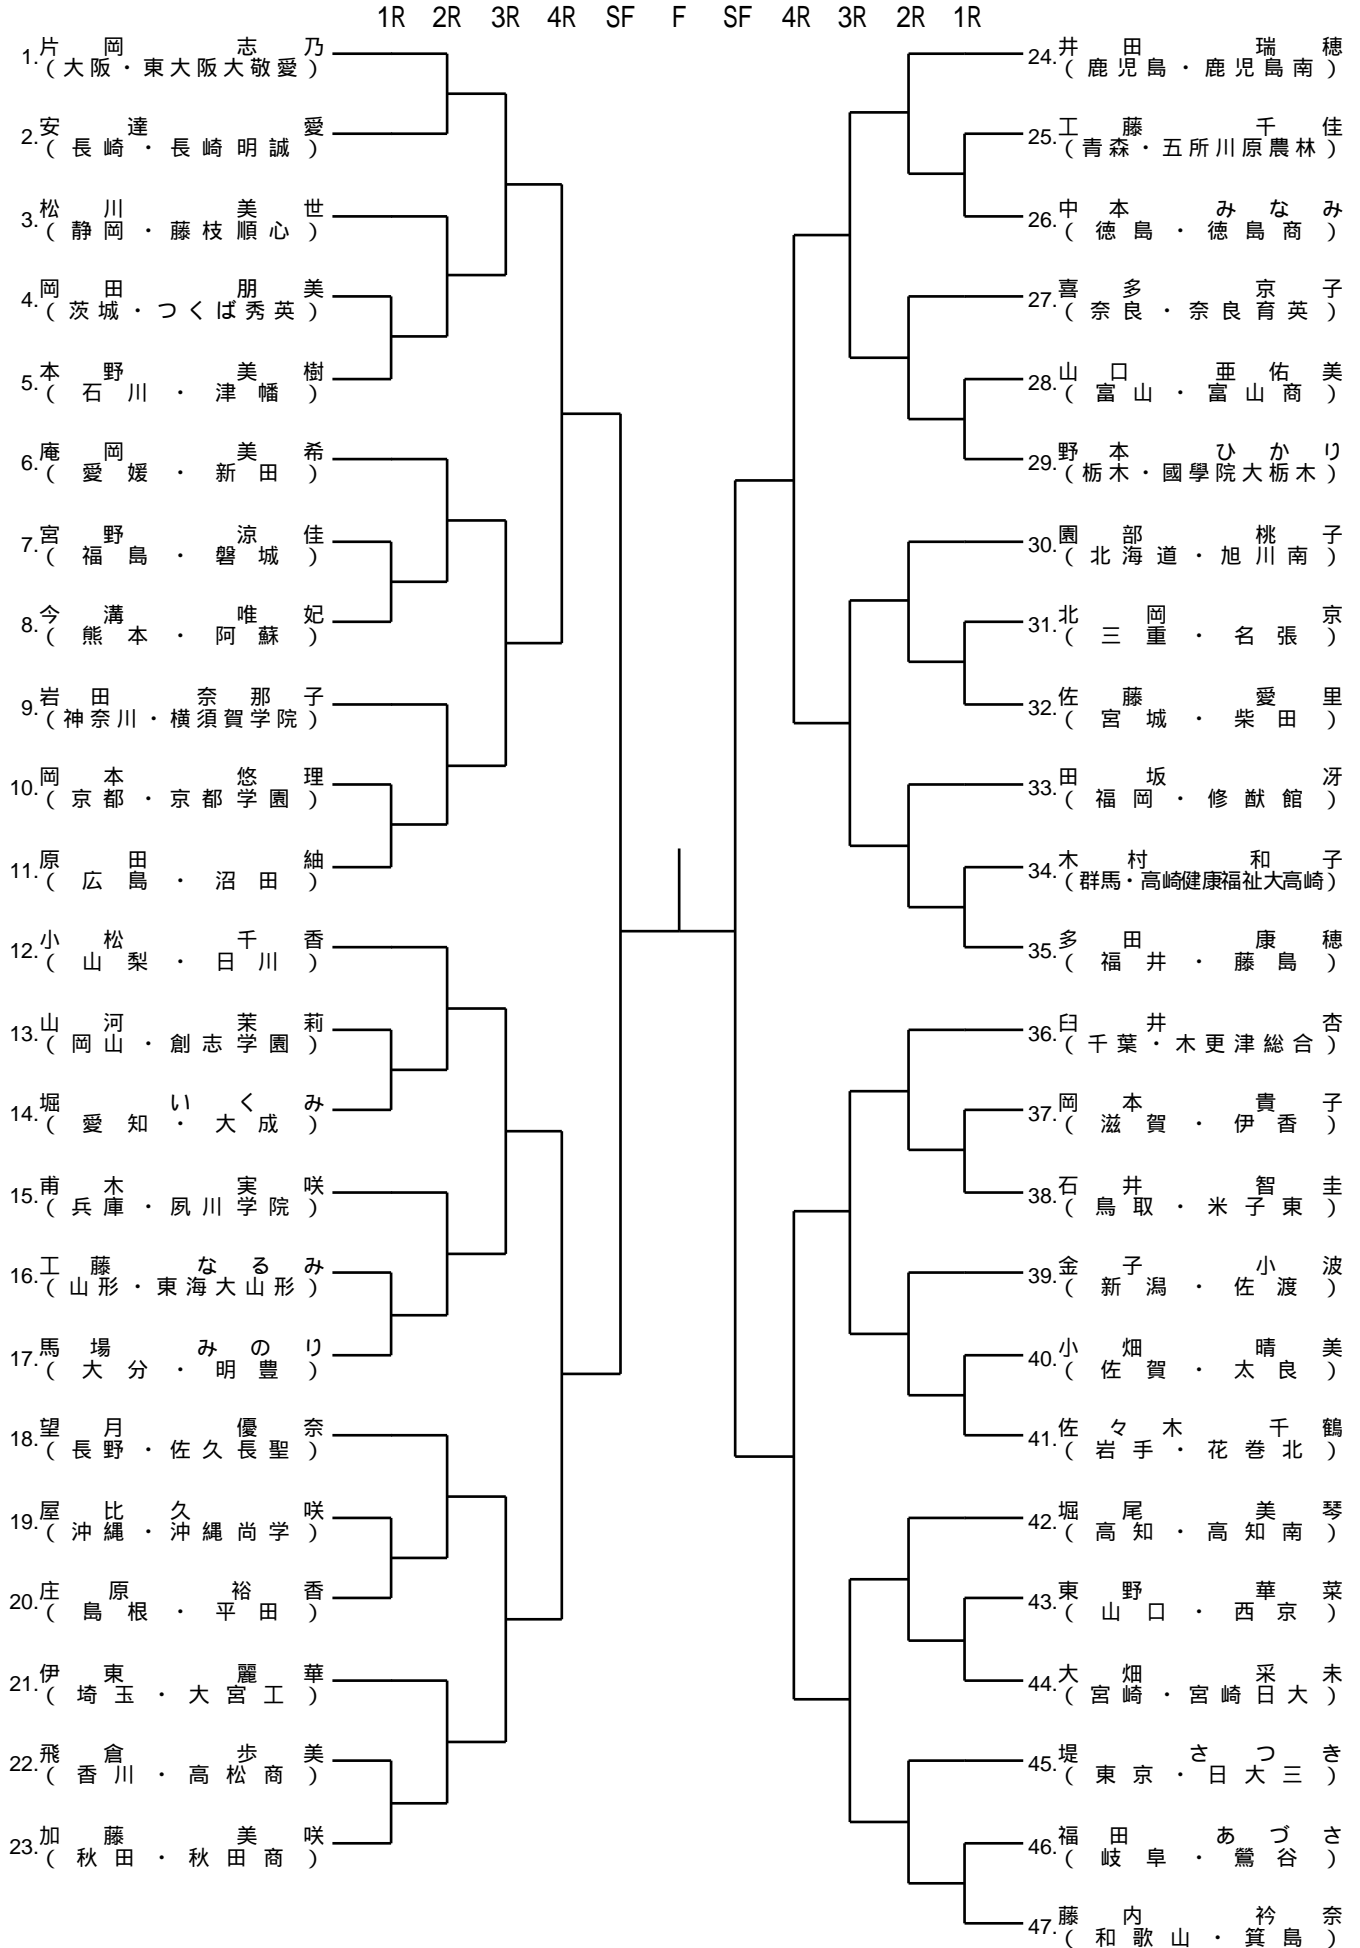 1R 2R 3R 4R SF F SF 4R 3R 2R 1R
1. 片岡 志乃
(大阪・東大阪大敬愛)
2. 安達 愛
(長崎・長崎明誠)
3. 松川 美世
(静岡・藤枝順心)
4. 岡田 朋美
(茨城・つくば秀英)
5. 本野 美樹
(石川・津幡)
6. 庵岡 美希
(愛媛・新田)
7. 宮野 涼佳
(福島・磐城)
8. 今溝 唯妃
(熊本・阿蘇)
9. 岩田 奈那子
(神奈川・横須賀学院)
10. 岡本 悠理
(京都・京都学園)
11. 原田 紬
(広島・沼田)
12. 小松 千香
(山梨・日川)
13. 山河 茉莉
(岡山・創志学園)
14. 堀 いくみ
(愛知・大成)
15. 甫木 実咲
(兵庫・夙川学院)
16. 工藤 なるみ
(山形・東海大山形)
17. 馬場 みのり
(大分・明豊)
18. 望月 優奈
(長野・佐久長聖)
19. 屋比久 咲
(沖縄・沖縄尚学)
20. 庄原 裕香
(島根・平田)
21. 伊東 麗華
(埼玉・大宮工)
22. 飛倉 歩美
(香川・高松商)
23. 加藤 美咲
(秋田・秋田商)
24. 井田 瑞穂
(鹿児島・鹿児島南)
25. 工藤 千佳
(青森・五所川原農林)
26. 中本 みなみ
(徳島・徳島商)
27. 喜多 京子
(奈良・奈良育英)
28. 山口 亜佑美
(富山・富山商)
29. 野本 ひかり
(栃木・國學院大栃木)
30. 園部 桃子
(北海道・旭川南)
31. 北岡 京
(三重・名張)
32. 佐藤 愛里
(宮城・柴田)
33. 田坂 冴
(福岡・修猷館)
34. 木村 和子
(群馬・高崎健康福祉大高崎)
35. 多田 康穂
(福井・藤島)
36. 臼井 杏
(千葉・木更津総合)
37. 岡本 貴子
(滋賀・伊香)
38. 石井 智圭
(鳥取・米子東)
39. 金子 小波
(新潟・佐渡)
40. 小畑 晴美
(佐賀・太良)
41. 佐々木 千鶴
(岩手・花巻北)
42. 堀尾 美琴
(高知・高知南)
43. 東野 華菜
(山口・西京)
44. 大畑 采未
(宮崎・宮崎日大)
45. 堤 さつき
(東京・日大三)
46. 福田 あづさ
(岐阜・鶯谷)
47. 藤内 衿奈
(和歌山・箕島)